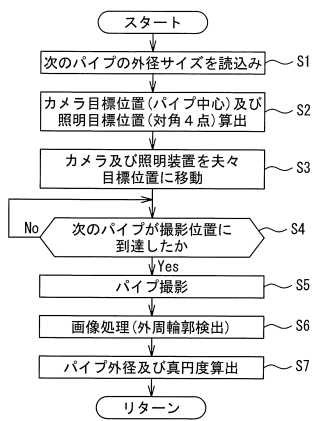 スタート
次のパイプの外径サイズを読込み
S1
カメラ目標位置(パイプ中心)及び
照明目標位置(対角4点)算出
S2
カメラ及び照明装置を夫々
目標位置に移動
S3
次のパイプが撮影位置に
到達したか
S4
No
Yes
パイプ撮影
S5
画像処理(外周輪郭検出)
S6
パイプ外径及び真円度算出
S7
リターン